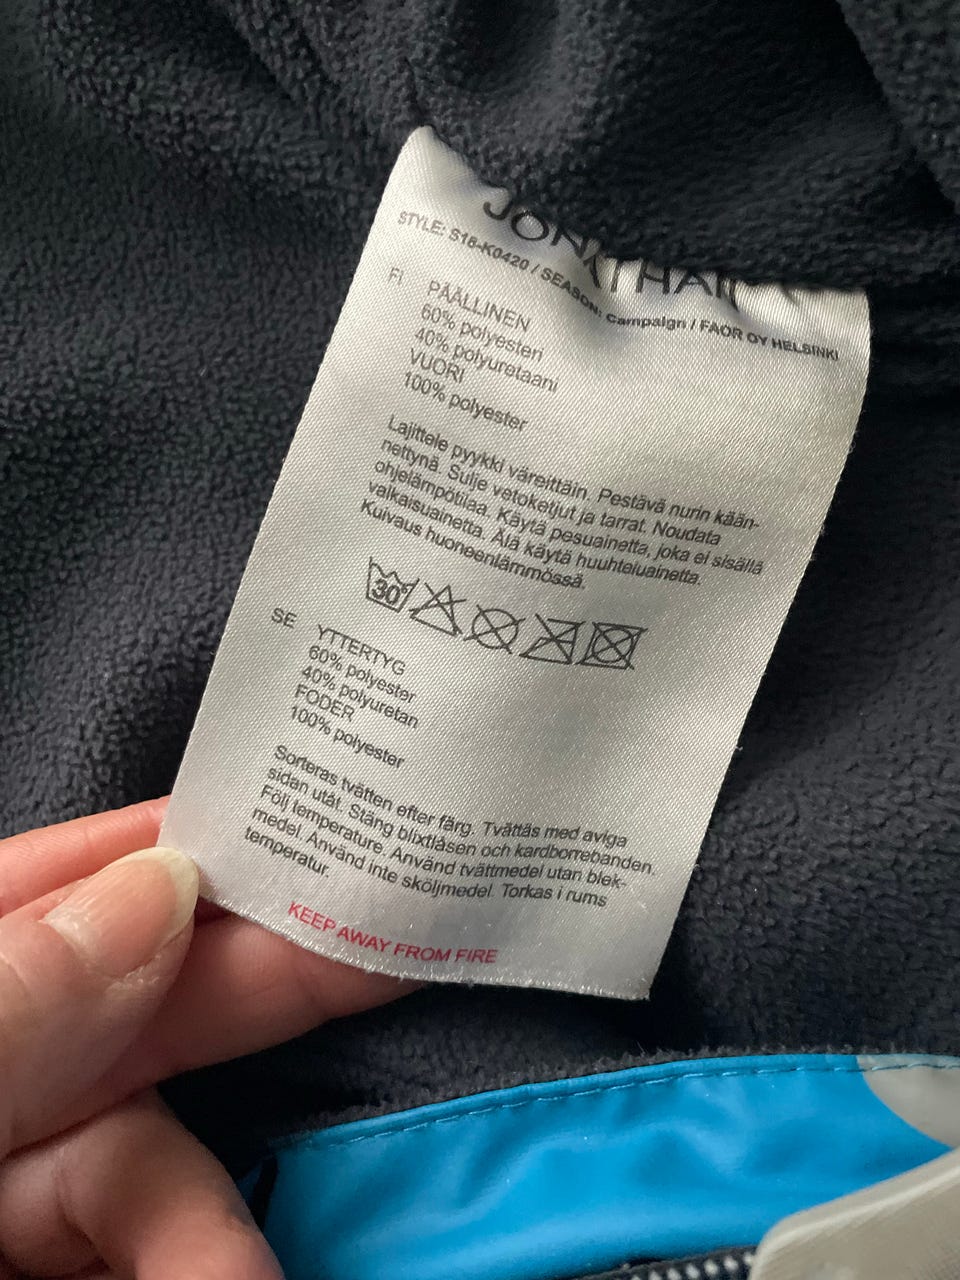 JONATHAN
STYLE: S18-K0420 / SEASON: Campaign / FAOR OY HELSINKI
FI PÄÄLLINEN
60% polyesteri
40% polyuretaani
VUORI
100% polyester
Lajittele pyykki väreittäin. Pestävä nurin kään-
nettynä. Sulje vetoketjut ja tarrat. Noudata
ohjelämpötilaa. Käytä pesuainetta, joka ei sisällä
valkaisuainetta. Älä käytä huuhteluainetta.
Kuivaus huoneenlämmössä.
30°
SE YTTERTYG
60% polyester
40% polyuretan
FODER
100% polyester
Sorteras tvätten efter färg. Tvättäs med aviga
sidan utåt. Stäng blixtlåsen och kardborrebanden.
Följ temperature. Använd tvättmedel utan blek-
medel. Använd inte sköljmedel. Torkas i rums
temperatur.
KEEP AWAY FROM FIRE